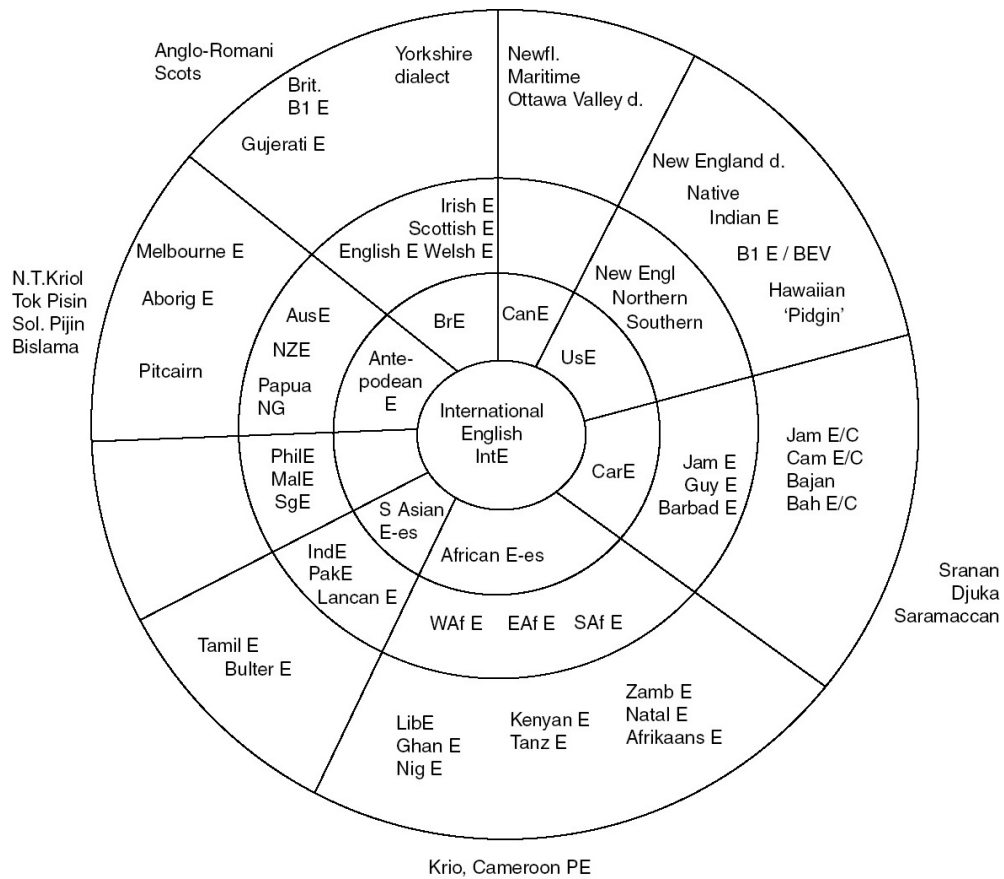 Anglo-Romani
Scots
Yorkshire
dialect
Brit.
B1 E
Gujerati E
Newfl.
Maritime
Ottawa Valley d.
New England d.
Native
Indian E
B1 E / BEV
Hawaiian
‘Pidgin’
Irish E
Scottish E
English E Welsh E
New Engl
Northern
Southern
BrE
CanE
UsE
N.T.Kriol
Tok Pisin
Sol. Pijin
Bislama
Melbourne E
Aborig E
Pitcairn
AusE
NZE
Papua
NG
Ante-
podean
E
International
English
IntE
CarE
Jam E
Guy E
Barbad E
Jam E/C
Cam E/C
Bajan
Bah E/C
Sranan
Djuka
Saramaccan
PhilE
MalE
SgE
S Asian
E-es
African E-es
IndE
PakE
Lancan E
WAf E EAf E SAf E
Tamil E
Bulter E
LibE
Ghan E
Nig E
Kenyan E
Tanz E
Zamb E
Natal E
Afrikaans E
Krio, Cameroon PE